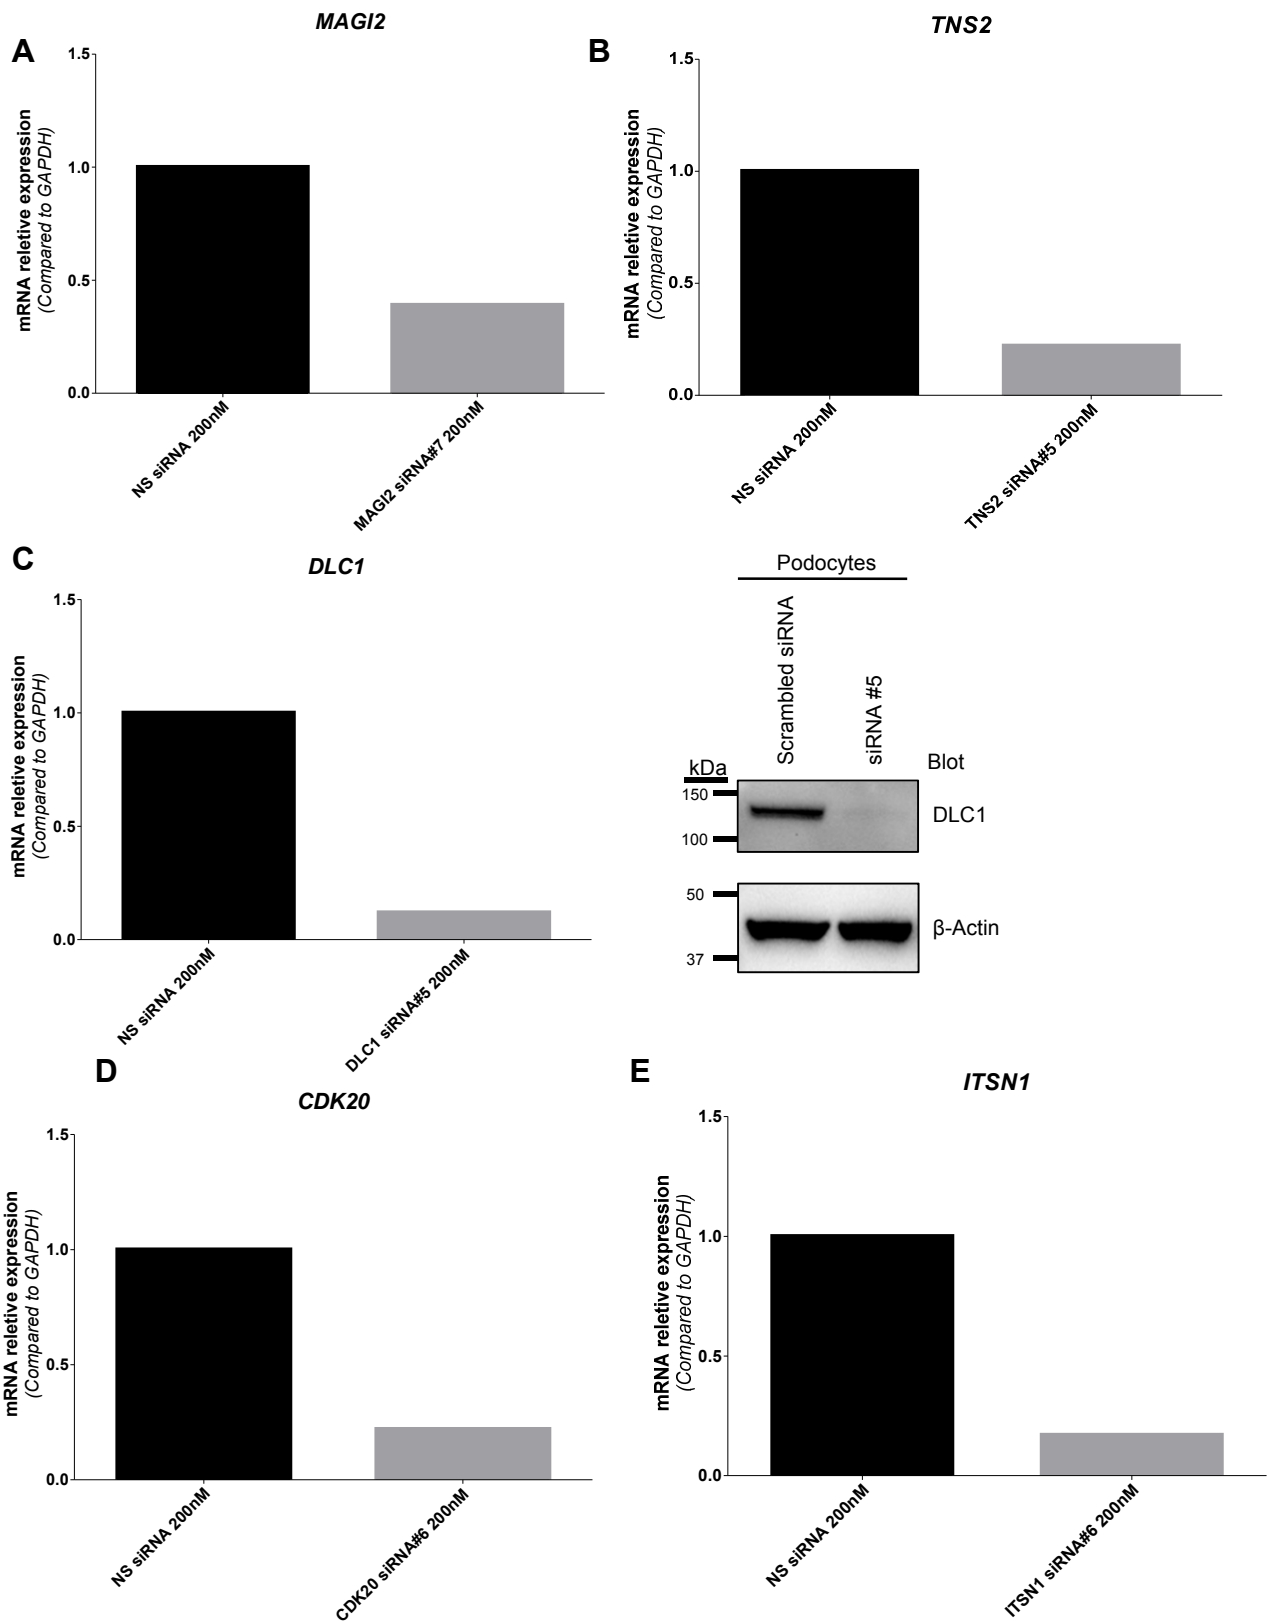 MAGI2
A
1.5
1.0
0.5
0.0
mRNA reletive expression
(Compared to GAPDH)
NS siRNA 200nM
MAGI2 siRNA#7 200nM
TNS2
B
1.5
1.0
0.5
0.0
mRNA reletive expression
(Compared to GAPDH)
NS siRNA 200nM
TNS2 siRNA#5 200nM
C
DLC1
1.5
1.0
0.5
0.0
mRNA reletive expression
(Compared to GAPDH)
NS siRNA 200nM
DLC1 siRNA#5 200nM
Podocytes
Scrambled siRNA
siRNA #5
kDa
Blot
150
DLC1
100
50
β-Actin
37
D
CDK20
1.5
1.0
0.5
0.0
mRNA reletive expression
(Compared to GAPDH)
NS siRNA 200nM
CDK20 siRNA#6 200nM
E
ITSN1
1.5
1.0
0.5
0.0
mRNA reletive expression
(Compared to GAPDH)
NS siRNA 200nM
ITSN1 siRNA#6 200nM